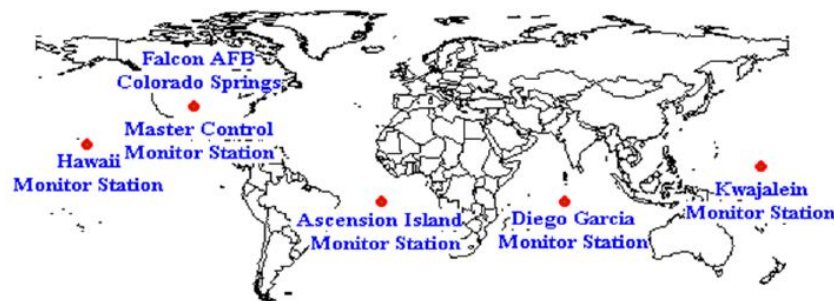 Falcon AFB
Colorado Springs
Master Control
Monitor Station
Hawaii
Monitor Station
Ascension Island
Monitor Station
Diego Garcia
Monitor Station
Kwajalein
Monitor Station